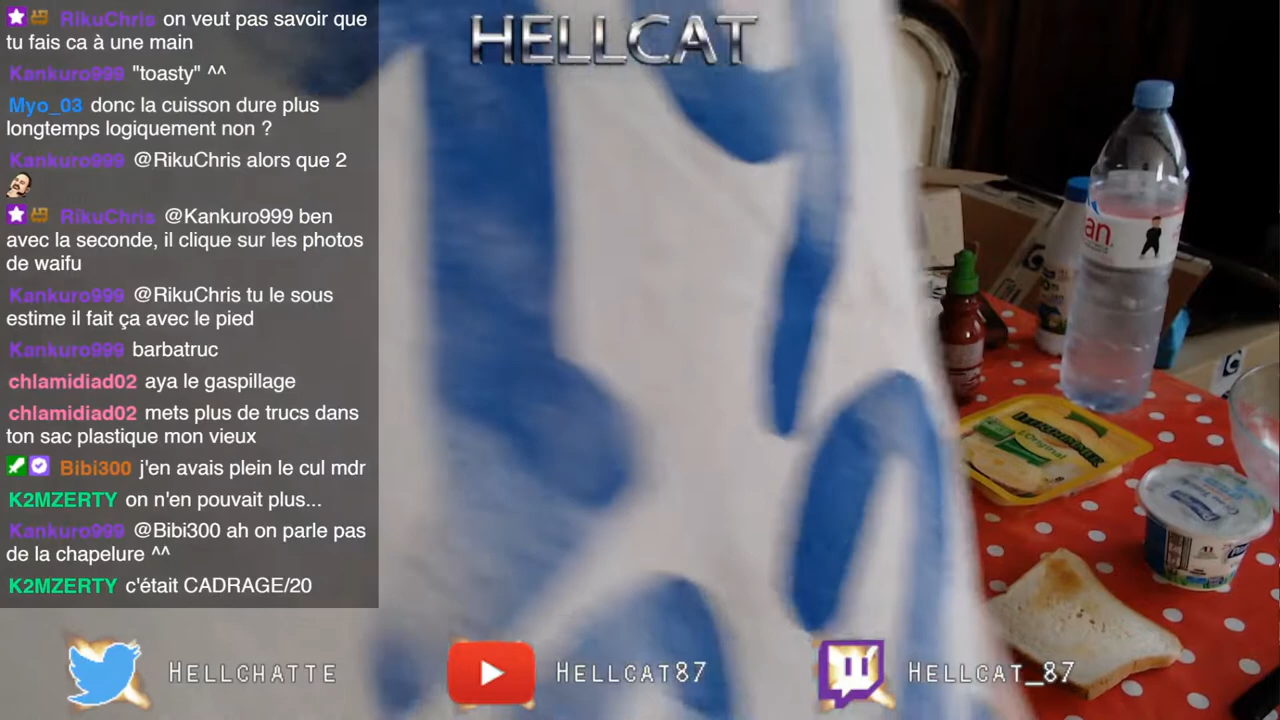 RikuChris on veut pas savoir que
tu fais ca à une main
Kankuro999 "toasty" ^^
Myo_03 donc la cuisson dure plus
longtemps logiquement non ?
Kankuro999 @RikuChris alors que 2
RikuChris @Kankuro999 ben
avec la seconde, il clique sur les photos
de waifu
Kankuro999 @RikuChris tu le sous
estime il fait ça avec le pied
Kankuro999 barbatruc
chlamidiad02 aya le gaspillage
chlamidiad02 mets plus de trucs dans
ton sac plastique mon vieux
Bibi300 j'en avais plein le cul mdr
K2MZERTY on n'en pouvait plus...
Kankuro999 @Bibi300 ah on parle pas
de la chapelure ^^
K2MZERTY c'était CADRAGE/20
HELLCAT
an
L'Original
HELLCHATTE
HELLCAT87
HELLCAT_87